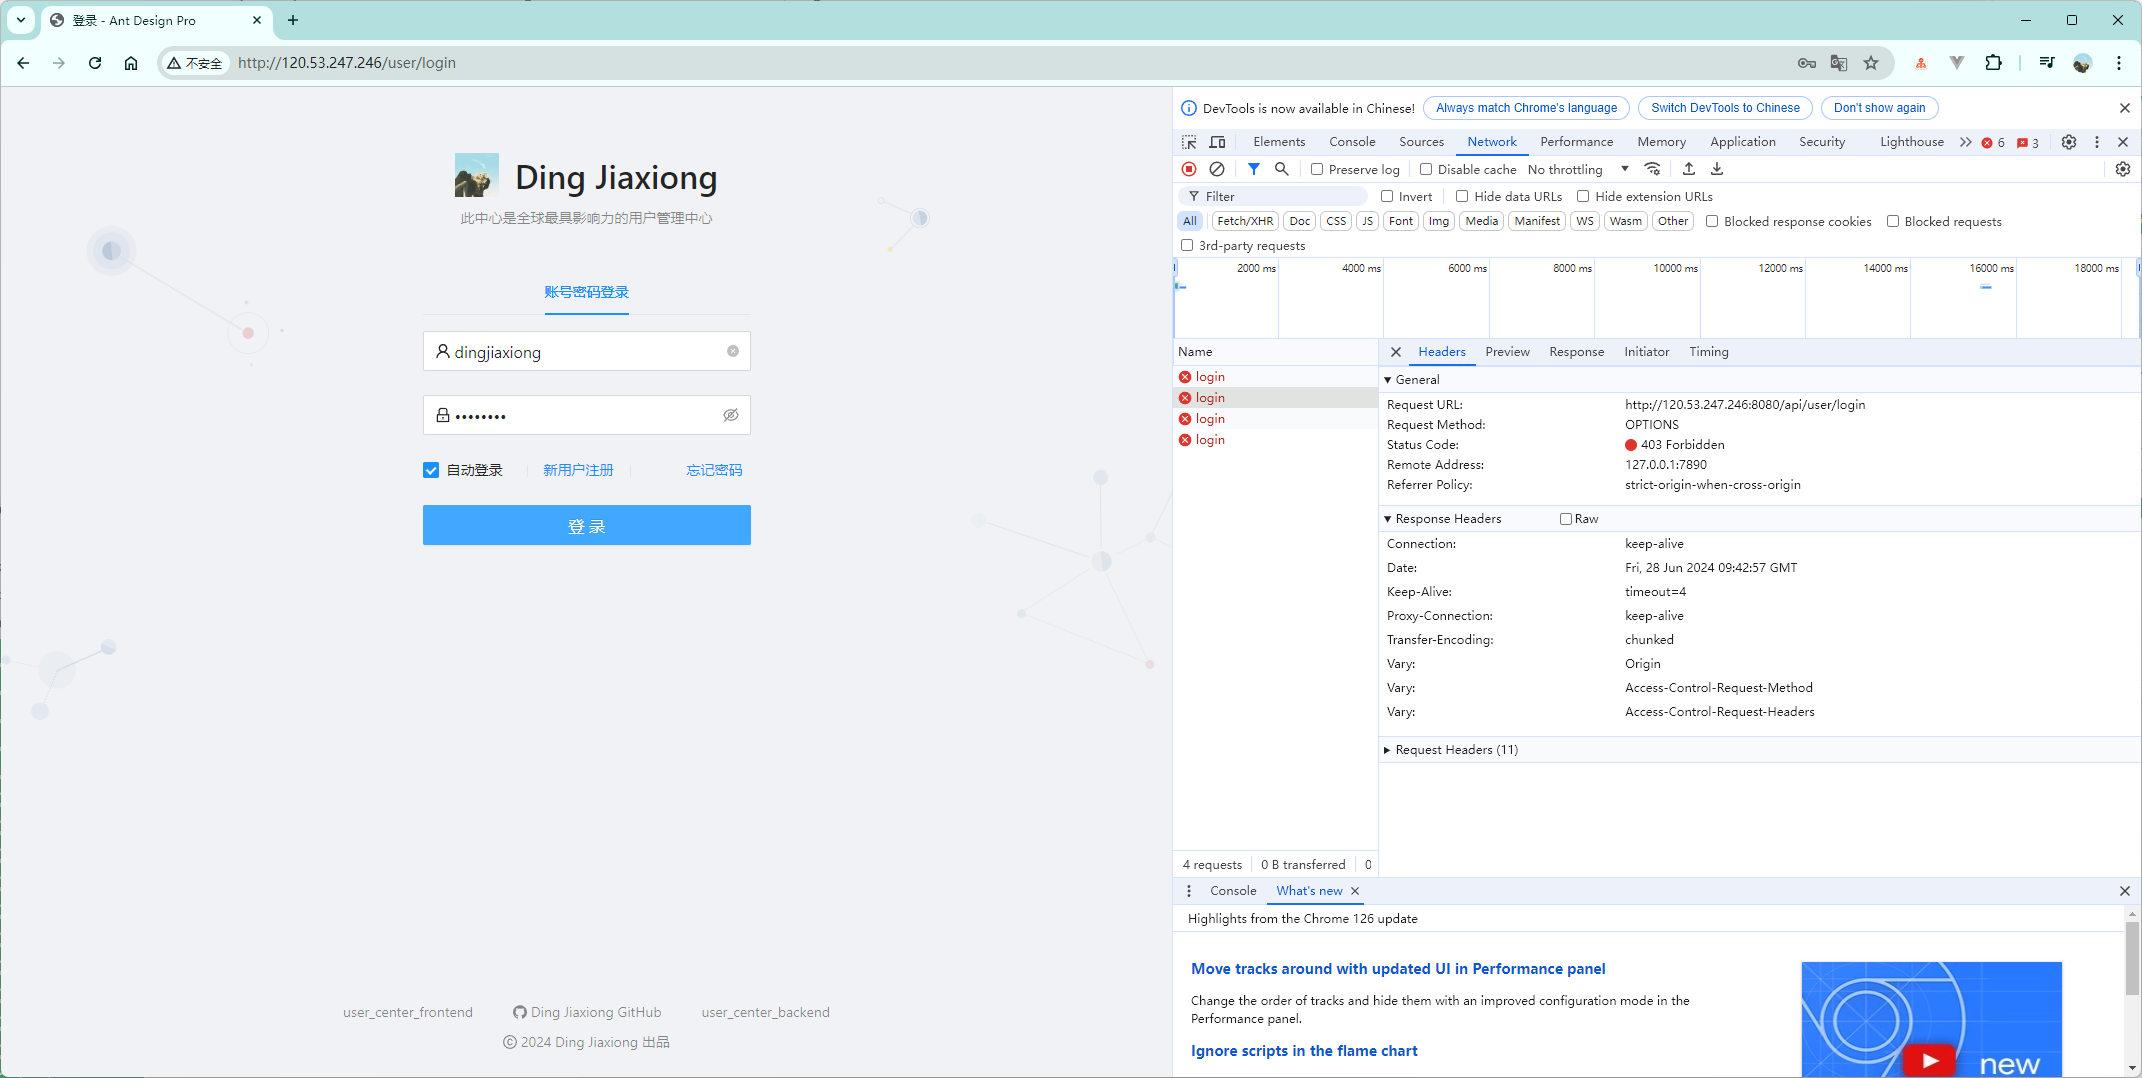 登录 - Ant Design Pro
不安全
http://120.53.247.246/user/login
Ding Jiaxiong
此中心是全球最具影响力的用户管理中心
账号密码登录
dingjiaxiong
••••••••
自动登录
新用户注册
忘记密码
登 录
user_center_frontend
Ding Jiaxiong GitHub
user_center_backend
© 2024 Ding Jiaxiong 出品
DevTools is now available in Chinese!
Always match Chrome's language
Switch DevTools to Chinese
Don't show again
Elements
Console
Sources
Network
Performance
Memory
Application
Security
Lighthouse
6
3
Preserve log
Disable cache
No throttling
Filter
Invert
Hide data URLs
Hide extension URLs
All
Fetch/XHR
Doc
CSS
JS
Font
Img
Media
Manifest
WS
Wasm
Other
Blocked response cookies
Blocked requests
3rd-party requests
2000 ms
4000 ms
6000 ms
8000 ms
10000 ms
12000 ms
14000 ms
16000 ms
18000 ms
Name
login
login
login
login
4 requests
0 B transferred
0
Headers
Preview
Response
Initiator
Timing
General
Request URL: http://120.53.247.246:8080/api/user/login
Request Method: OPTIONS
Status Code: 403 Forbidden
Remote Address: 127.0.0.1:7890
Referrer Policy: strict-origin-when-cross-origin
Response Headers
Raw
Connection: keep-alive
Date: Fri, 28 Jun 2024 09:42:57 GMT
Keep-Alive: timeout=4
Proxy-Connection: keep-alive
Transfer-Encoding: chunked
Vary: Origin
Vary: Access-Control-Request-Method
Vary: Access-Control-Request-Headers
Request Headers (11)
Console
What's new
Highlights from the Chrome 126 update
Move tracks around with updated UI in Performance panel
Change the order of tracks and hide them with an improved configuration mode in the
Performance panel.
Ignore scripts in the flame chart
new